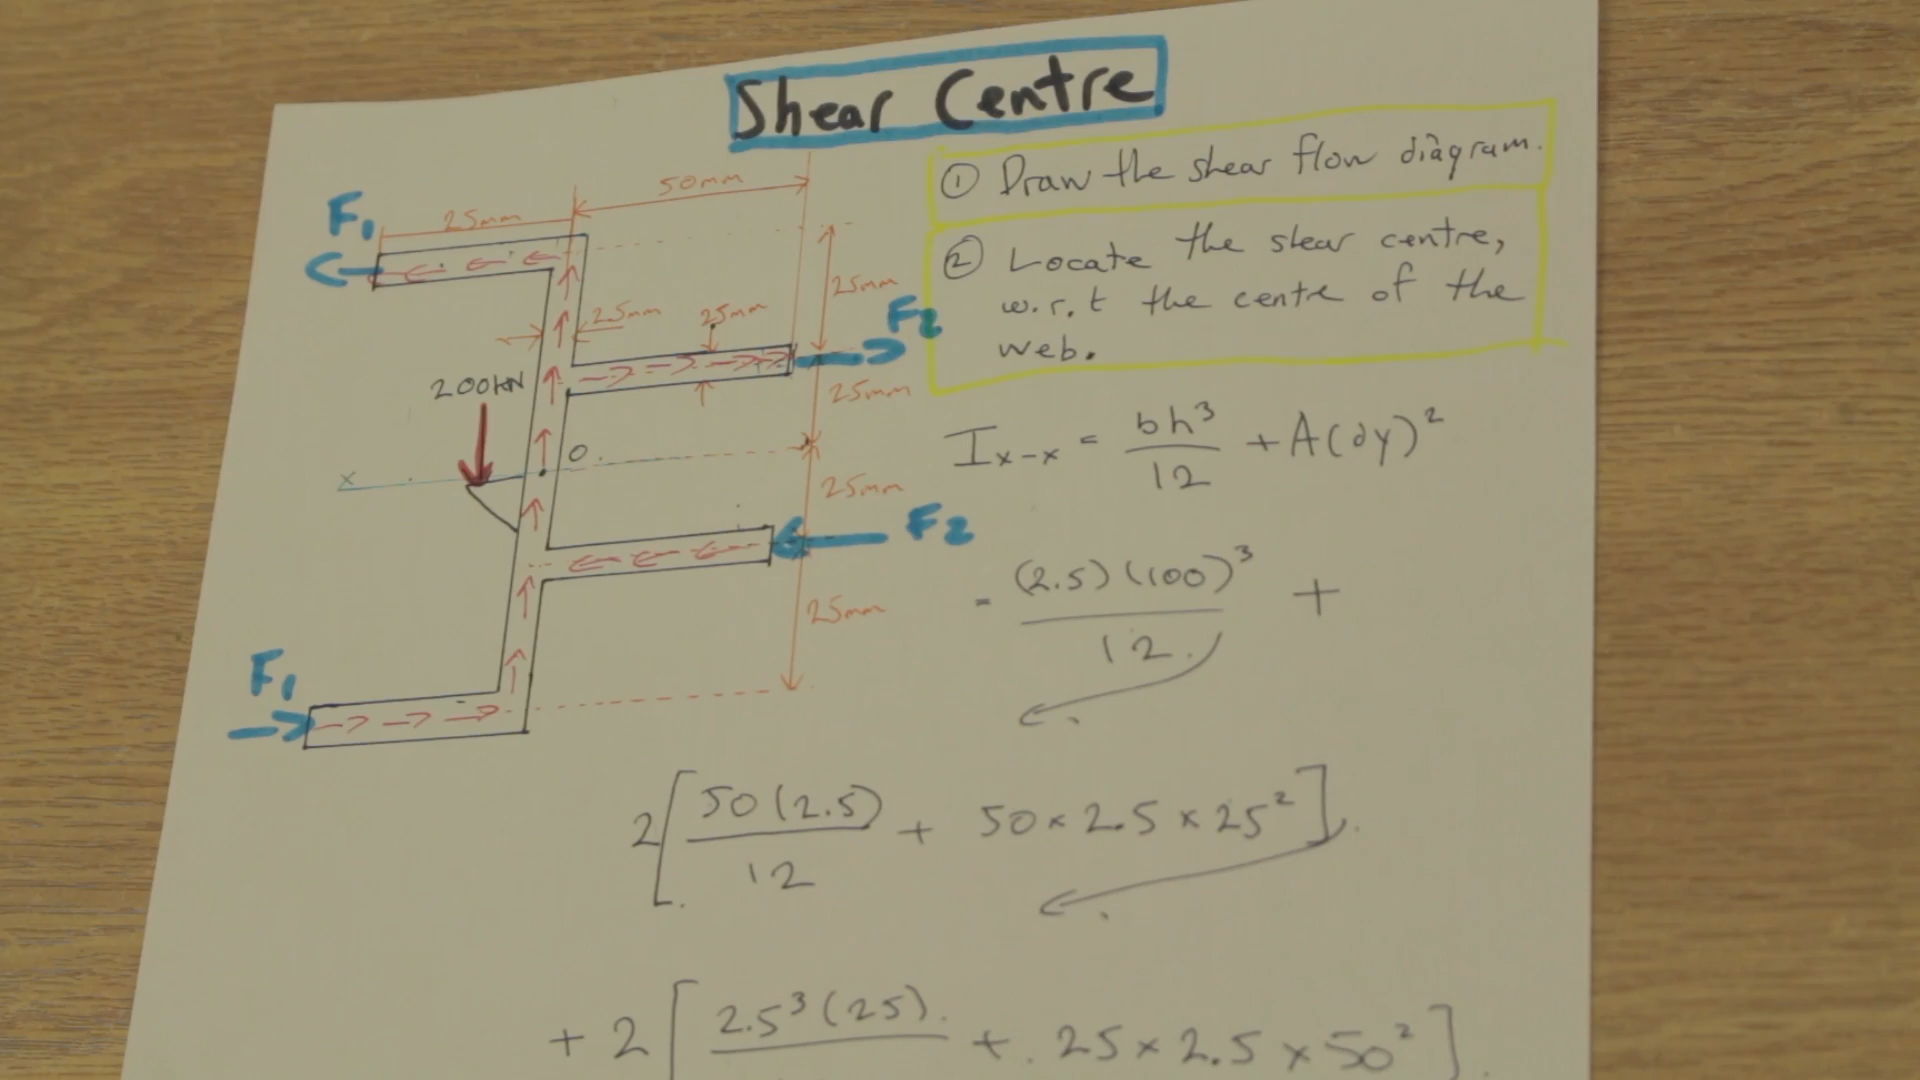 Shear Centre
① Draw the shear flow diagram.
② Locate the shear centre,
w.r.t the centre of the
web.
50mm
25mm
F1
25mm
F2
2.5mm
25mm
25mm
200kN
O
x
25mm
F2
25mm
F1
Ix-x = bh³/12 + A(dy)²
= (2.5)(100)³/12 +
2[50(2.5)/12 + 50×2.5×25²]
+ 2[2.5³(25) + 25×2.5×50²]